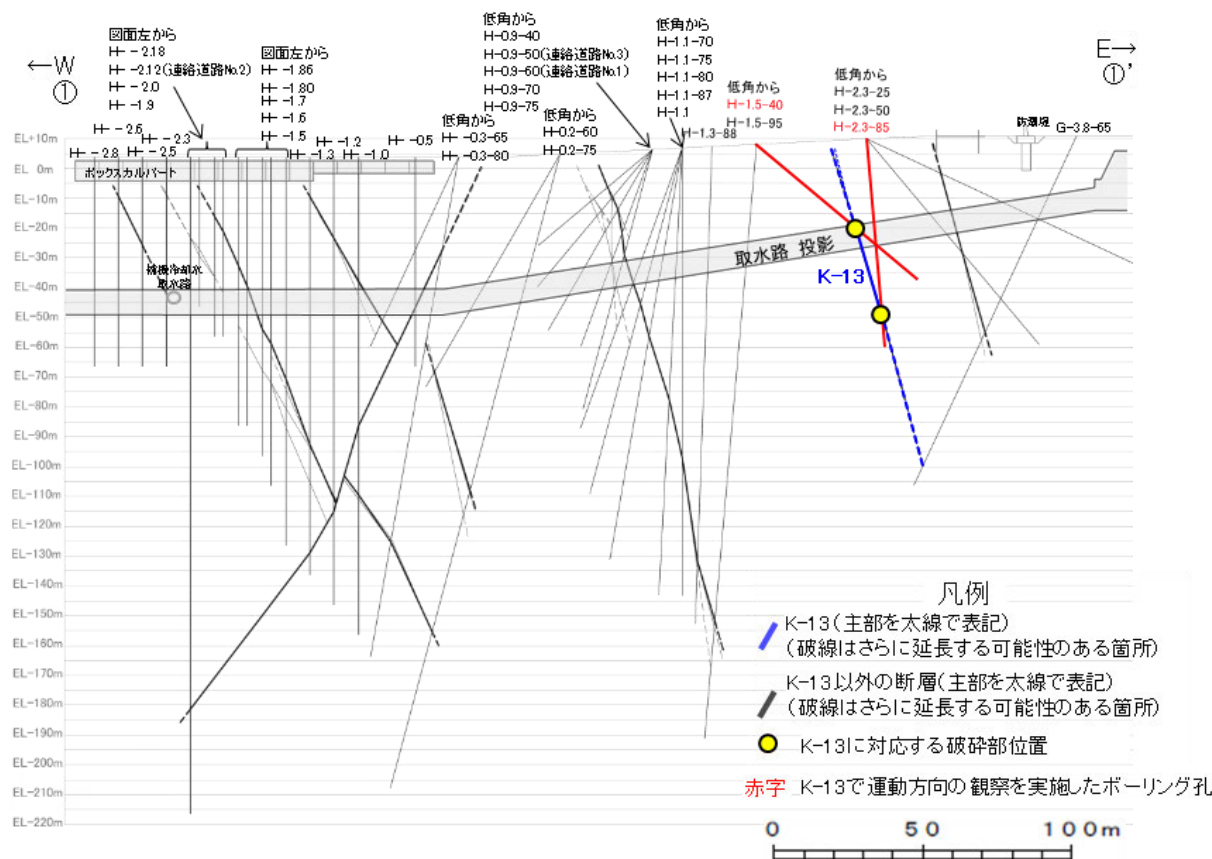 ←W
①
E→
①'
図面左から
H- -2.18
H- -2.12(連絡道路No.2)
H- -2.0
H- -1.9
図面左から
H- -1.86
H- -1.80
H- -1.7
H- -1.6
H- -1.5
低角から
H-0.9-40
H-0.9-50(連絡道路No.3)
H-0.9-60(連絡道路No.1)
H-0.9-70
H-0.9-75
低角から
H-1.1-70
H-1.1-75
H-1.1-80
H-1.1-87
H-1.1
低角から
H-1.5-40
H-1.5-95
低角から
H-2.3-25
H-2.3-50
H-2.3-85
防潮堤
G-3.8-65
H- -2.6
H- -2.3
H- -2.8
H- -2.5
H- -1.2
H- -0.5
H- -1.3
H- -1.0
低角から
H- -0.3-65
H- -0.3-80
低角から
H-0.2-60
H-0.2-75
H-1.3-88
ボックスカルバート
補機冷却水
取水路
取水路 投影
K-13
EL+10m
EL 0m
EL-10m
EL-20m
EL-30m
EL-40m
EL-50m
EL-60m
EL-70m
EL-80m
EL-90m
EL-100m
EL-110m
EL-120m
EL-130m
EL-140m
EL-150m
EL-160m
EL-170m
EL-180m
EL-190m
EL-200m
EL-210m
EL-220m
凡例
K-13(主部を太線で表記)
(破線はさらに延長する可能性のある箇所)
K-13以外の断層(主部を太線で表記)
(破線はさらに延長する可能性のある箇所)
K-13に対応する破砕部位置
赤字 K-13で運動方向の観察を実施したボーリング孔
0 50 100m